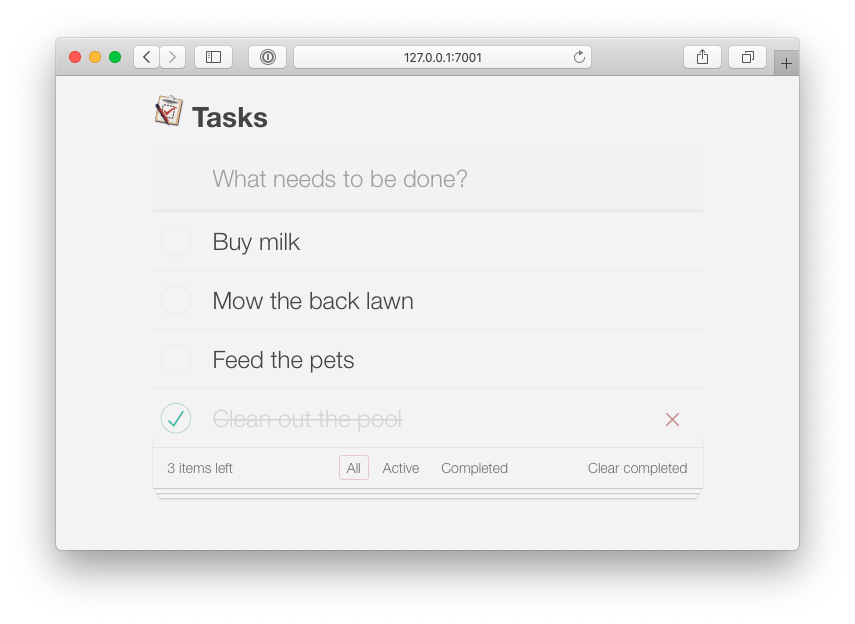 127.0.0.1:7001
Tasks
What needs to be done?
Buy milk
Mow the back lawn
Feed the pets
Clean out the pool
3 items left All Active Completed Clear completed